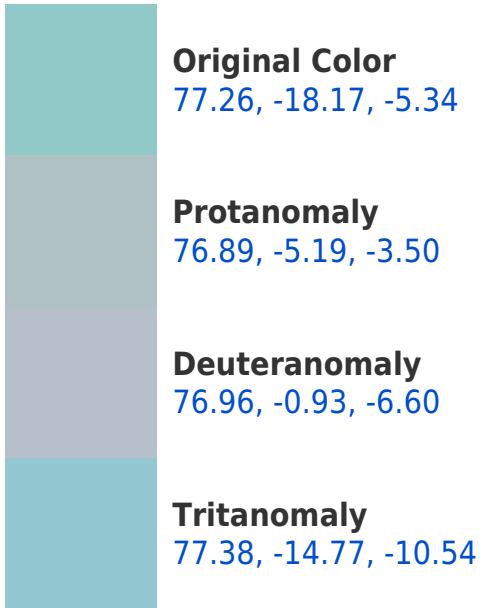 Original Color
77.26, -18.17, -5.34
Protanomaly
76.89, -5.19, -3.50
Deuteranomaly
76.96, -0.93, -6.60
Tritanomaly
77.38, -14.77, -10.54